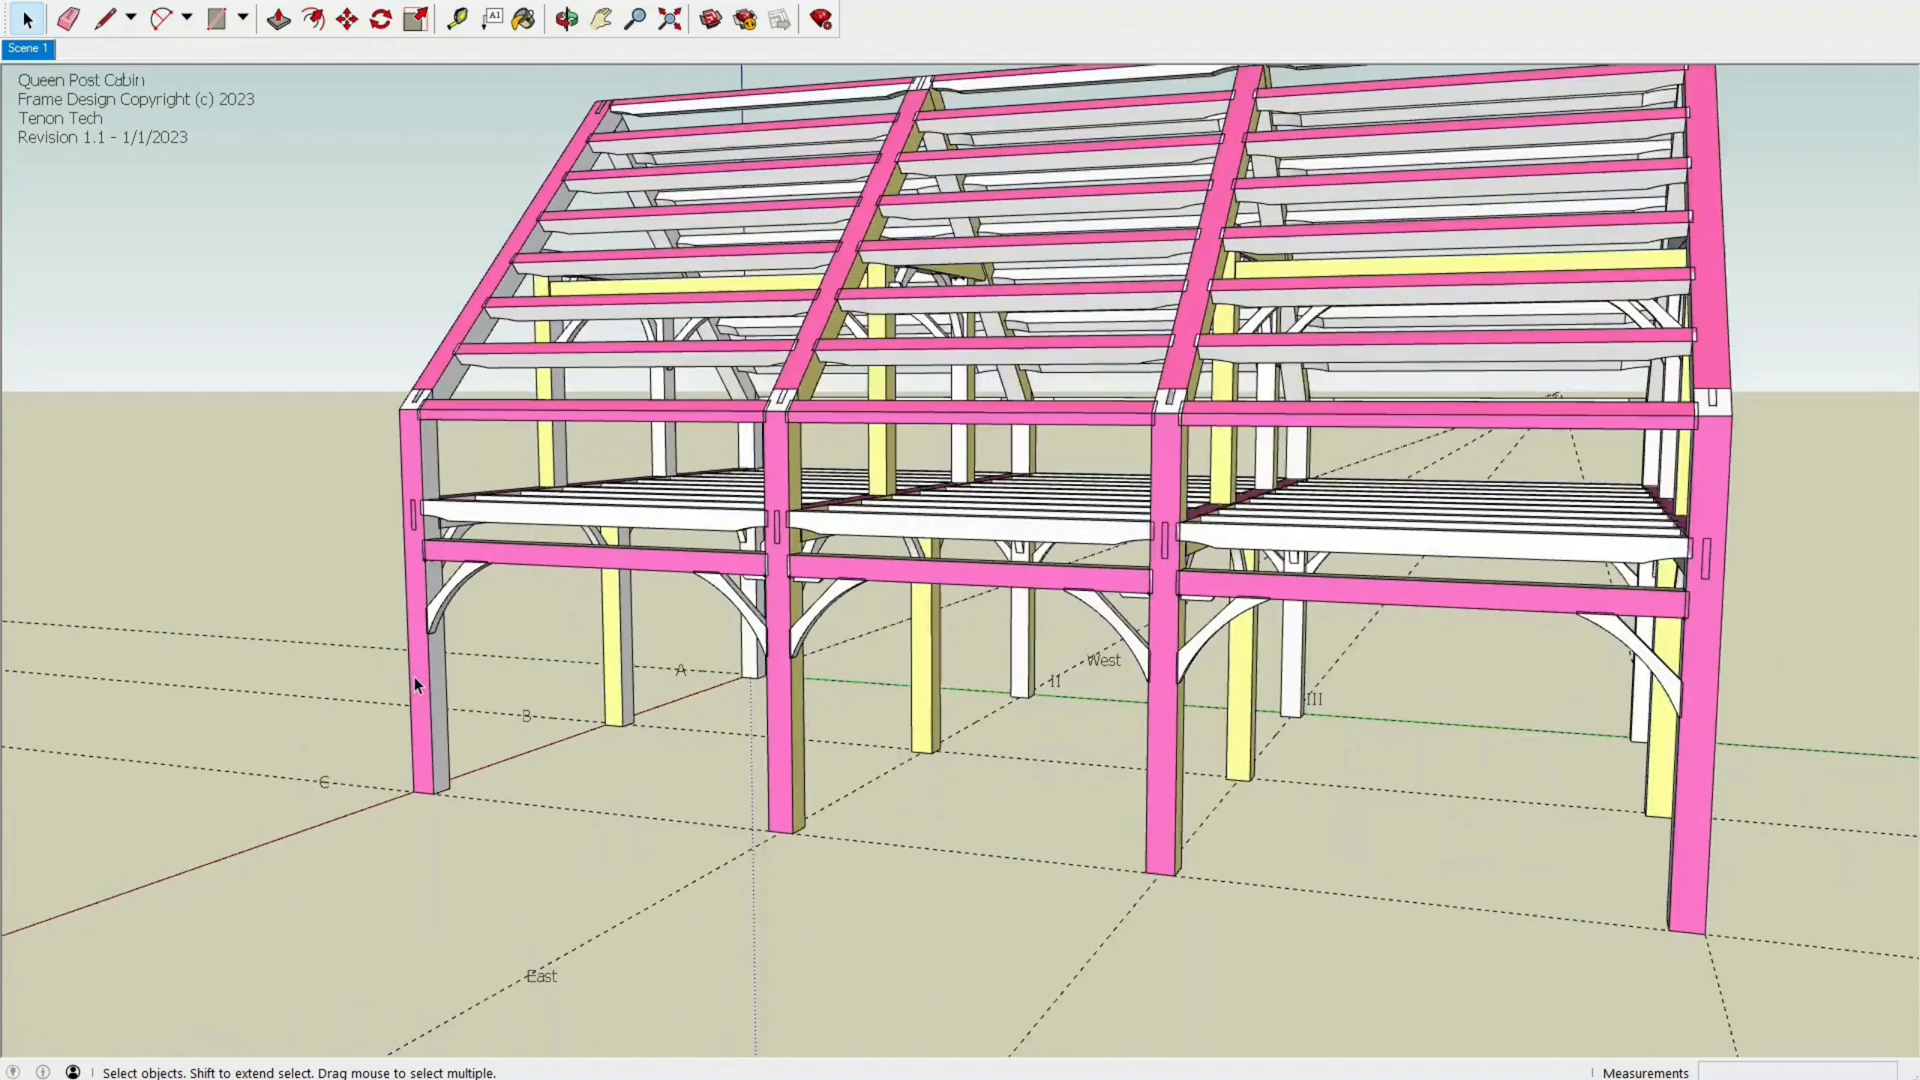 A1
Scene 1
Queen Post Cabin
Frame Design Copyright (c) 2023
Tenon Tech
Revision 1.1 - 1/1/2023
West
A
II
III
B
C
East
Select objects. Shift to extend select. Drag mouse to select multiple.
Measurements